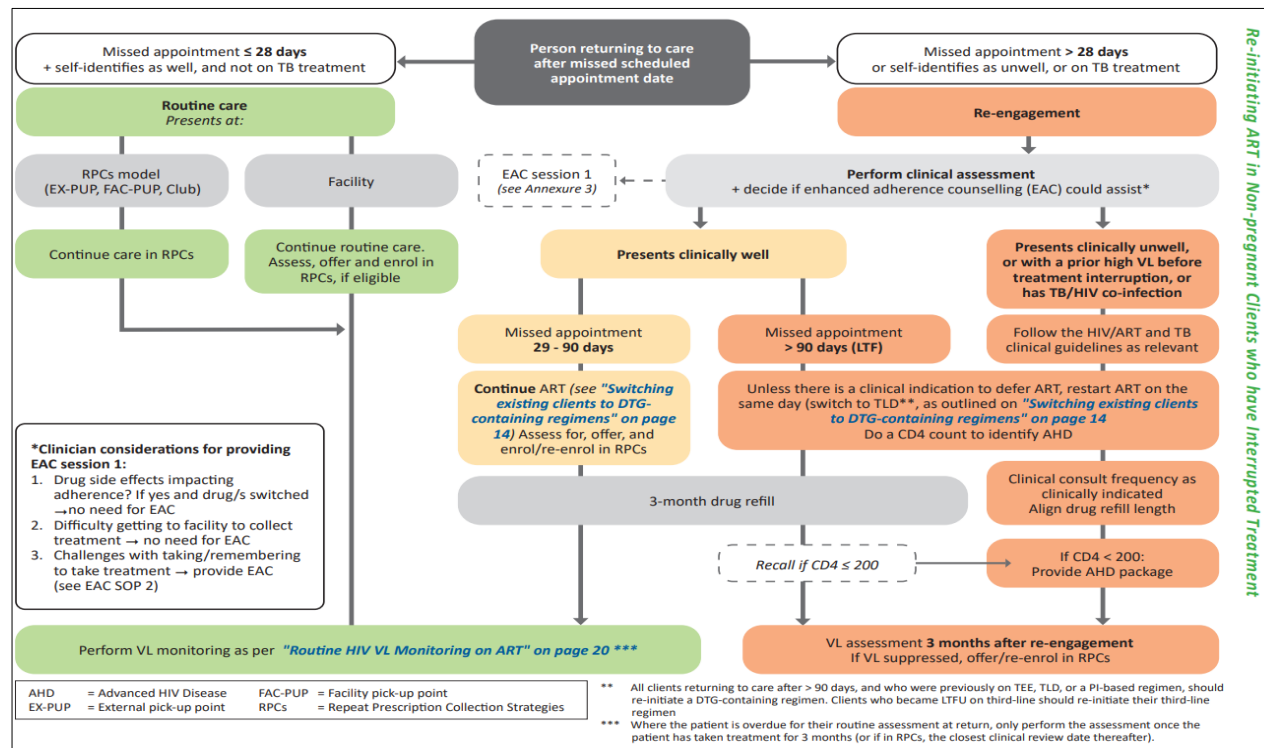 Person returning to care
after missed scheduled
appointment date
Missed appointment ≤ 28 days
+ self-identifies as well, and not on TB treatment
Missed appointment > 28 days
or self-identifies as unwell, or on TB treatment
Routine care
Presents at:
Re-engagement
RPCs model
(EX-PUP, FAC-PUP, Club)
Facility
EAC session 1
(see Annexure 3)
Perform clinical assessment
+ decide if enhanced adherence counselling (EAC) could assist*
Continue care in RPCs
Continue routine care.
Assess, offer and enrol in
RPCs, if eligible
Presents clinically well
Presents clinically unwell,
or with a prior high VL before
treatment interruption, or
has TB/HIV co-infection
Missed appointment
29 - 90 days
Missed appointment
> 90 days (LTF)
Follow the HIV/ART and TB
clinical guidelines as relevant
Continue ART (see "Switching
existing clients to DTG-
containing regimens" on page
14) Assess for, offer, and
enrol/re-enrol in RPCs
Unless there is a clinical indication to defer ART, restart ART on the
same day (switch to TLD**, as outlined on "Switching existing clients
to DTG-containing regimens" on page 14
Do a CD4 count to identify AHD
*Clinician considerations for providing
EAC session 1:
1. Drug side effects impacting
adherence? If yes and drug/s switched
→no need for EAC
2. Difficulty getting to facility to collect
treatment → no need for EAC
3. Challenges with taking/remembering
to take treatment → provide EAC
(see EAC SOP 2)
3-month drug refill
Clinical consult frequency as
clinically indicated
Align drug refill length
Recall if CD4 ≤ 200
If CD4 < 200:
Provide AHD package
Perform VL monitoring as per "Routine HIV VL Monitoring on ART" on page 20 ***
VL assessment 3 months after re-engagement
If VL suppressed, offer/re-enrol in RPCs
AHD = Advanced HIV Disease FAC-PUP = Facility pick-up point
EX-PUP = External pick-up point RPCs = Repeat Prescription Collection Strategies
** All clients returning to care after > 90 days, and who were previously on TEE, TLD, or a PI-based regimen, should
re-initiate a DTG-containing regimen. Clients who became LTFU on third-line should re-initiate their third-line
regimen
*** Where the patient is overdue for their routine assessment at return, only perform the assessment once the
patient has taken treatment for 3 months (or if in RPCs, the closest clinical review date thereafter).
Re-initiating ART in Non-pregnant Clients who have Interrupted Treatment